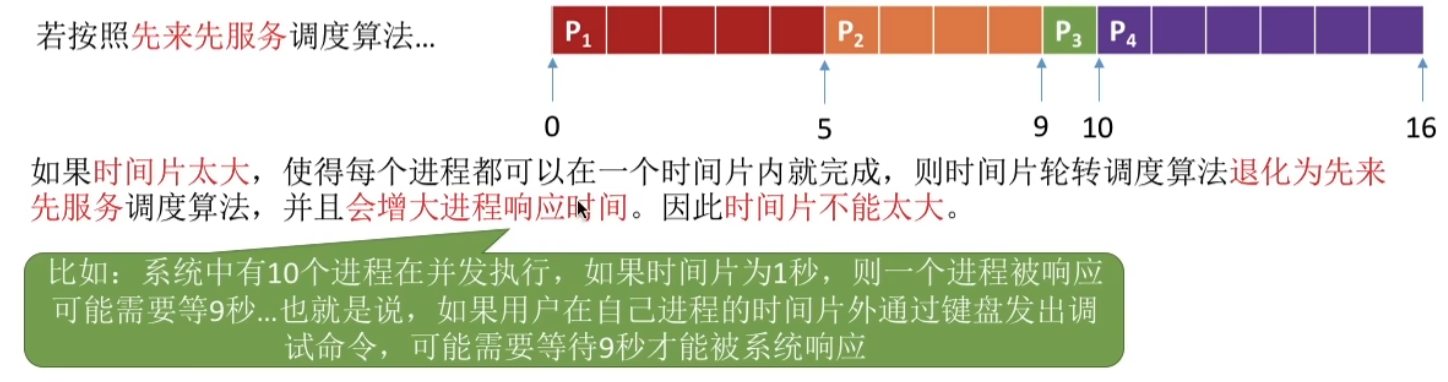 若按照先来先服务调度算法...
P1 P2 P3 P4
0 5 9 10 16
如果时间片太大，使得每个进程都可以在一个时间片内就完成，则时间片轮转调度算法退化为先来
先服务调度算法，并且会增大进程响应时间。因此时间片不能太大。
比如：系统中有10个进程在并发执行，如果时间片为1秒，则一个进程被响应
可能需要等9秒...也就是说，如果用户在自己进程的时间片外通过键盘发出调
试命令，可能需要等待9秒才能被系统响应